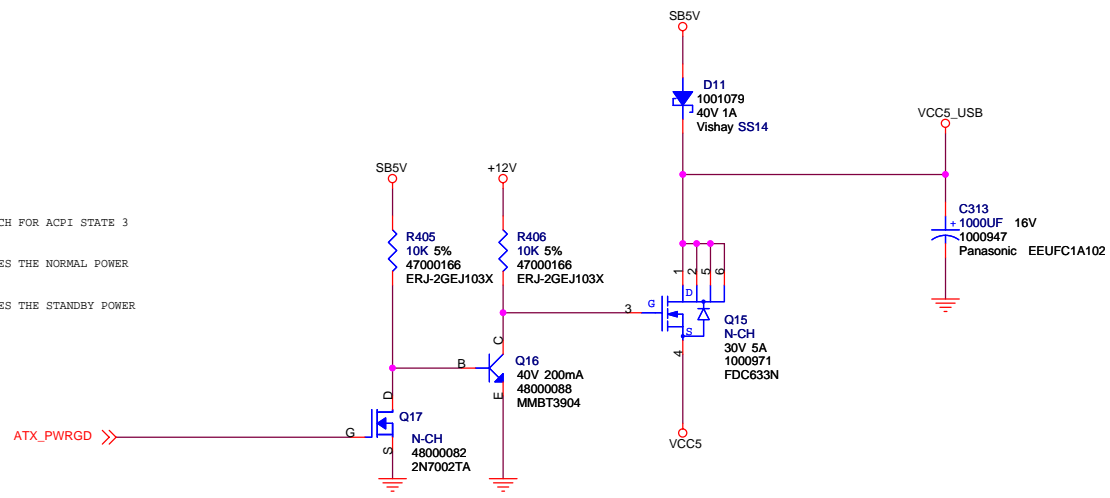 SB5V
D11
1001079
40V 1A
Vishay SS14
VCC5_USB
C313
+ 1000UF 16V
1000947
Panasonic EEUFC1A102
SB5V
+12V
CH FOR ACPI STATE 3
ES THE NORMAL POWER
ES THE STANDBY POWER
R405
10K 5%
47000166
ERJ-2GEJ103X
R406
10K 5%
47000166
ERJ-2GEJ103X
1
2
5
6
D
G
S
3
4
Q15
N-CH
30V 5A
1000971
FDC633N
VCC5
C
B
E
Q16
40V 200mA
48000088
MMBT3904
D
G
S
Q17
N-CH
48000082
2N7002TA
ATX_PWRGD